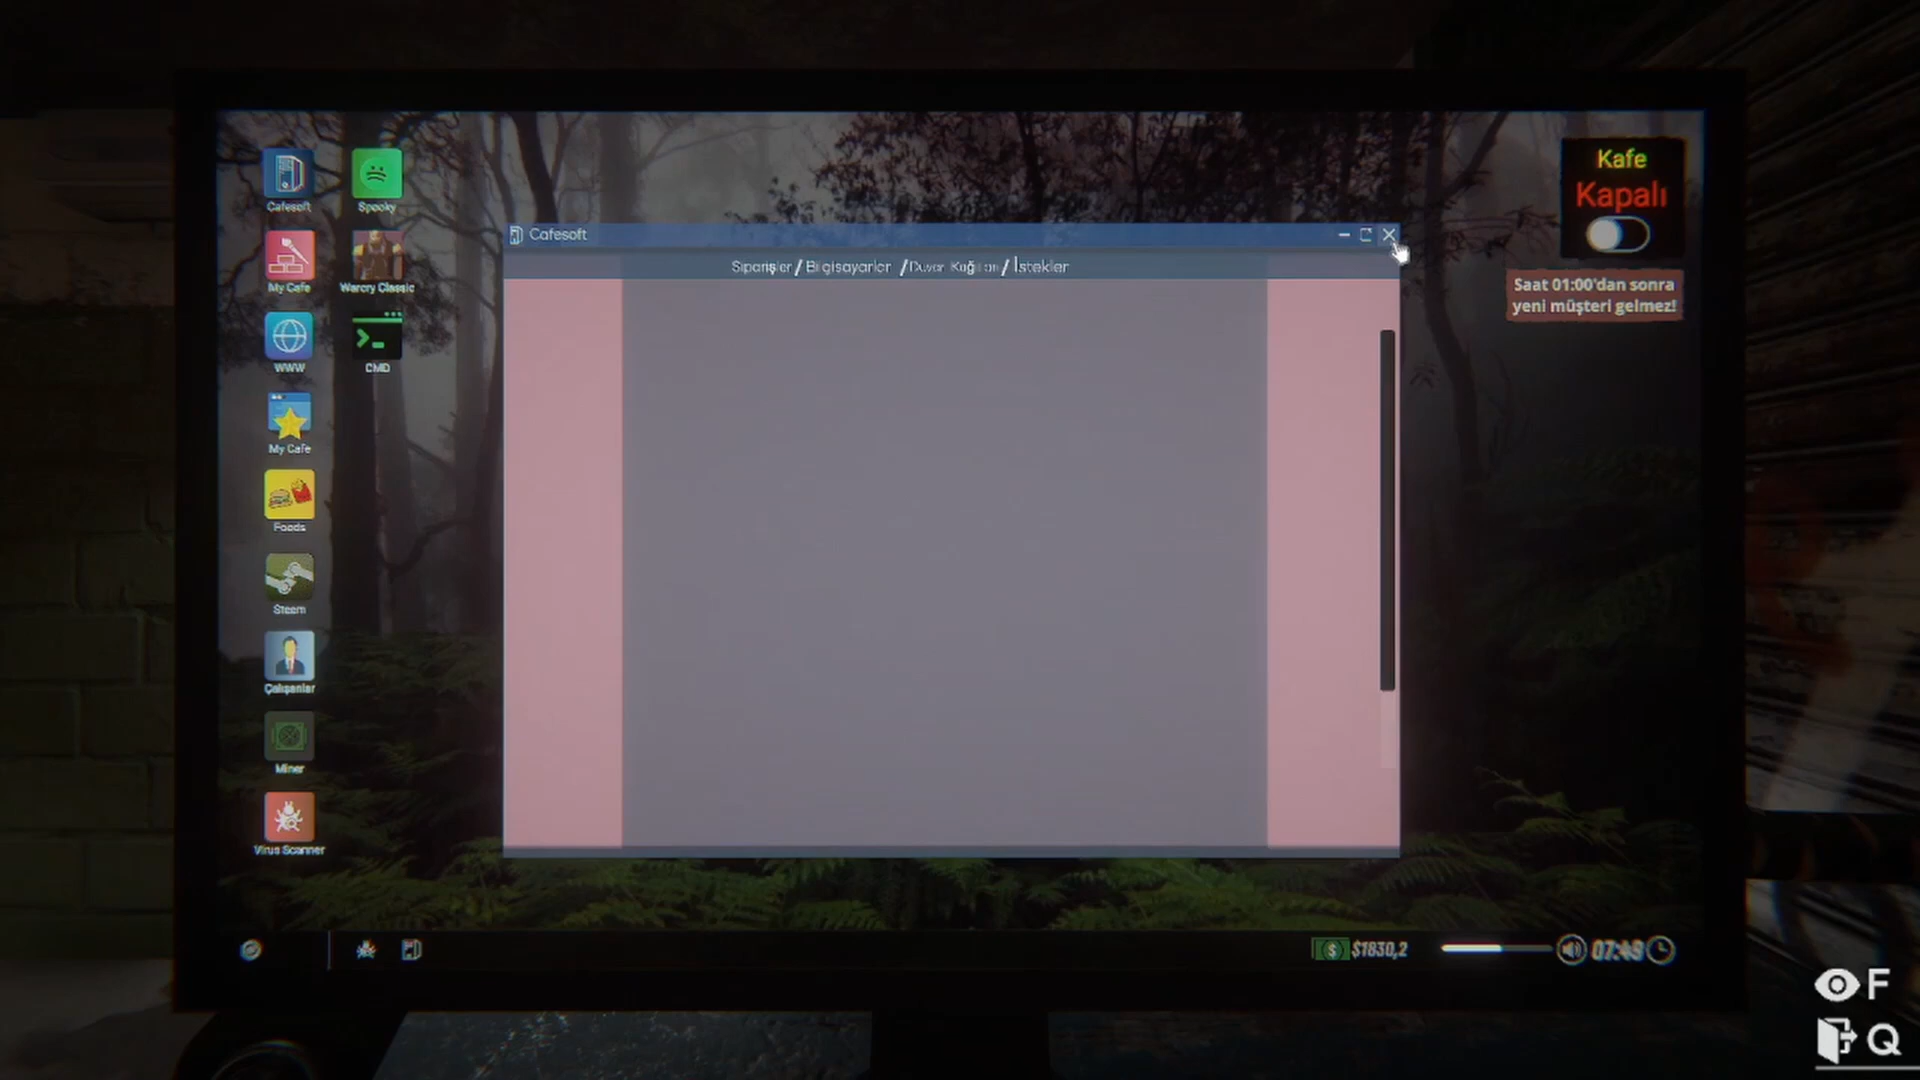 Cafesoft
Spooky
My Cafe
Warcry Classic
WWW
CMD
My Cafe
Foods
Steem
Çalışanlar
Miner
Virus Scanner
Cafesoft
Siparişler / Bilgisayarlar / Duvar Kağıtları / İstekler
Kafe
Kapalı
Saat 01:00'dan sonra
yeni müşteri gelmez!
$1830,2
07:49
F
Q